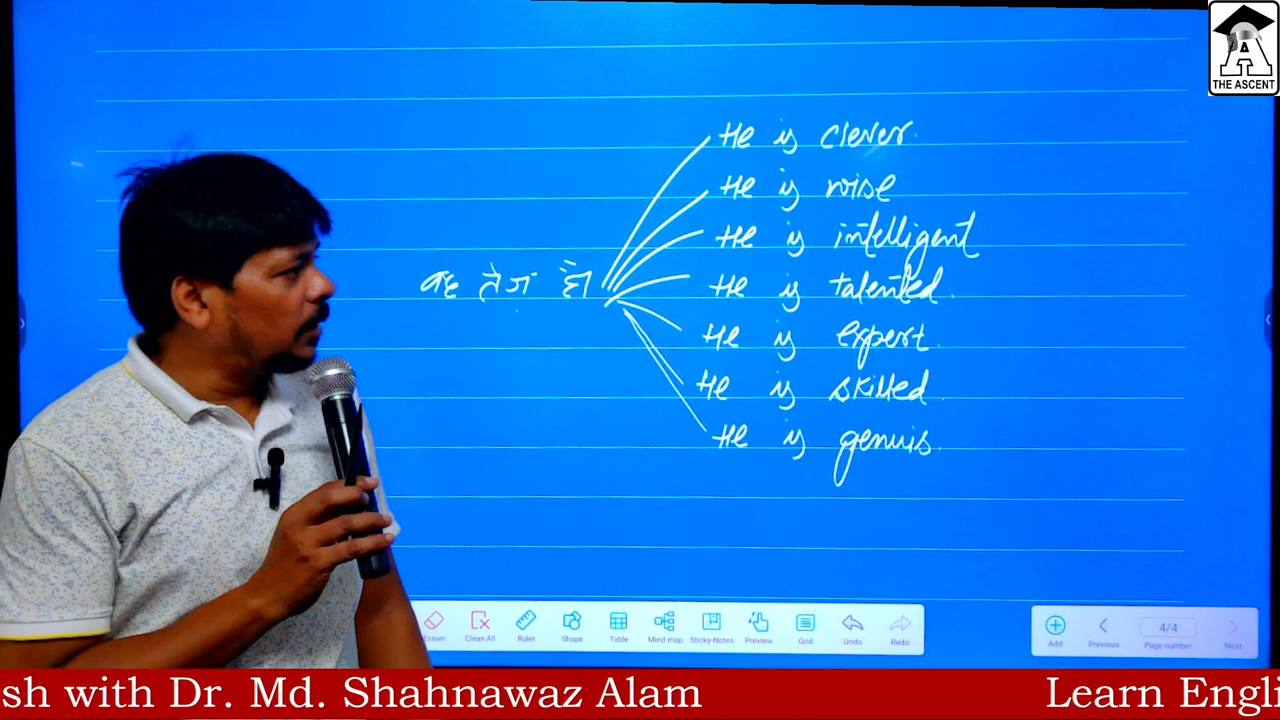 THE ASCENT
He is clever.
He is wise
He is intelligent
वह तेज है।
He is talented.
He is expert.
He is skilled.
He is genuis.
Eraser
Clean All
Ruler
Shape
Table
Mind map
Sticky-Notes
Preview
Grid
Undo
Redo
Add
Previous
4/4
Page number
Next
sh with Dr. Md. Shahnawaz Alam
Learn Engli